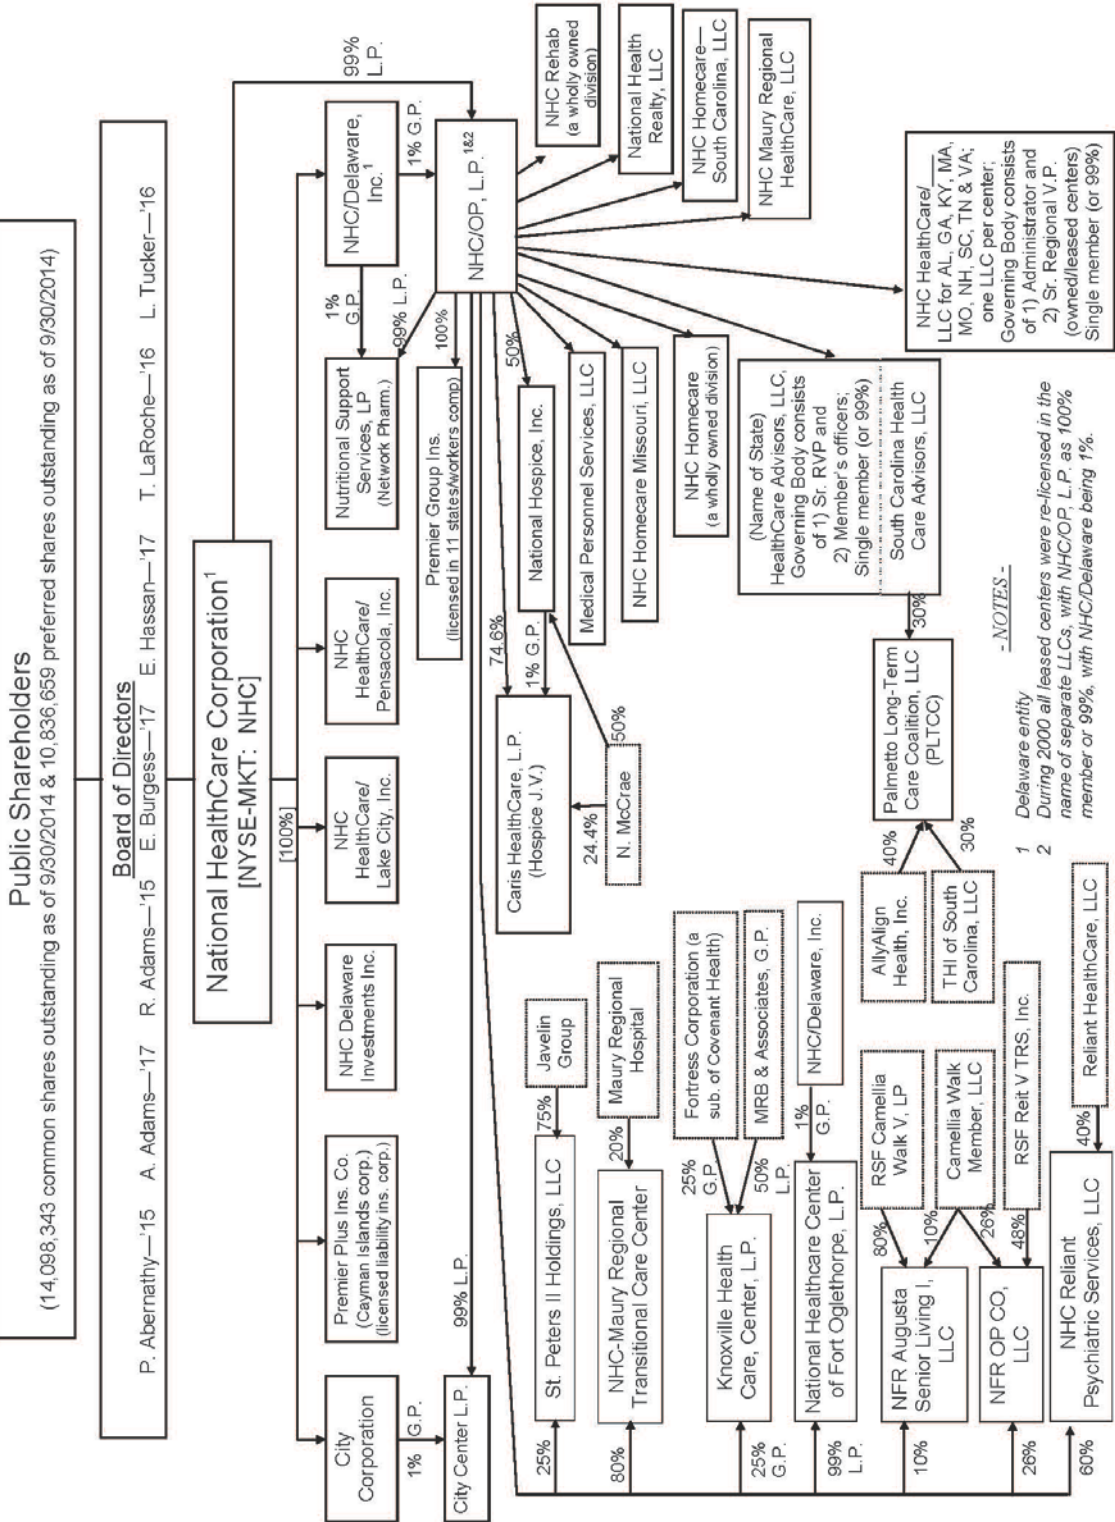 Public Shareholders
(14,098,343 common shares outstanding as of 9/30/2014 & 10,836,659 preferred shares outstanding as of 9/30/2014)
Board of Directors
P. Abernathy—'15 A. Adams—'17 R. Adams—'15 E. Burgess—'17 E. Hassan—'17 T. LaRoche—'16 L. Tucker—'16
National HealthCare Corporation1
[NYSE-MKT: NHC]
[100%]
99%
L.P.
City
Corporation
Premier Plus Ins. Co.
(Cayman Islands corp.)
(licensed liability ins. corp.)
NHC Delaware
Investments Inc.
NHC
HealthCare/
Lake City, Inc.
NHC
HealthCare/
Pensacola, Inc.
Nutritional Support
Services, LP
(Network Pharm.)
1%
G.P.
NHC/Delaware,
Inc.1
1% G.P.
1% G.P.
City Center L.P.
99% L.P.
99% L.P.
NHC/OP, L.P.1&2
100%
Premier Group Ins.
(licensed in 11 states/workers comp)
74.6%
50%
Caris HealthCare, L.P.
(Hospice J.V.)
1% G.P.
National Hospice, Inc.
24.4%
50%
N. McCrae
Medical Personnel Services, LLC
NHC Homecare Missouri, LLC
NHC Homecare
(a wholly owned division)
NHC Rehab
(a wholly owned
division)
National Health
Realty, LLC
NHC Homecare—
South Carolina, LLC
NHC Maury Regional
HealthCare, LLC
25%
St. Peters II Holdings, LLC
75%
Javelin
Group
80%
NHC-Maury Regional
Transitional Care Center
20%
Maury Regional
Hospital
25%
G.P.
Knoxville Health
Care, Center, L.P.
25%
G.P.
Fortress Corporation (a
sub. of Covenant Health)
50%
L.P.
MRB & Associates, G.P.
99%
L.P.
National Healthcare Center
of Fort Oglethorpe, L.P.
1%
G.P.
NHC/Delaware, Inc.
10%
NFR Augusta
Senior Living I,
LLC
80%
RSF Camellia
Walk V, LP
10%
Camellia Walk
Member, LLC
26%
26%
NFR OP CO,
LLC
48%
RSF Reit V TRS, Inc.
60%
NHC Reliant
Psychiatric Services, LLC
40%
Reliant HealthCare, LLC
AllyAlign
Health, Inc.
40%
THI of South
Carolina, LLC
30%
Palmetto Long-Term
Care Coalition, LLC
(PLTCC)
30%
(Name of State)
HealthCare Advisors, LLC,
Governing Body consists
of 1) Sr. RVP and
2) Member's officers;
Single member (or 99%)
South Carolina Health
Care Advisors, LLC
NHC HealthCare/____
LLC for AL, GA, KY, MA,
MO, NH, SC, TN & VA;
one LLC per center;
Governing Body consists
of 1) Administrator and
2) Sr. Regional V.P.
(owned/leased centers)
Single member (or 99%)
- NOTES -
1 Delaware entity
2 During 2000 all leased centers were re-licensed in the
name of separate LLCs, with NHC/OP, L.P. as 100%
member or 99%, with NHC/Delaware being 1%.